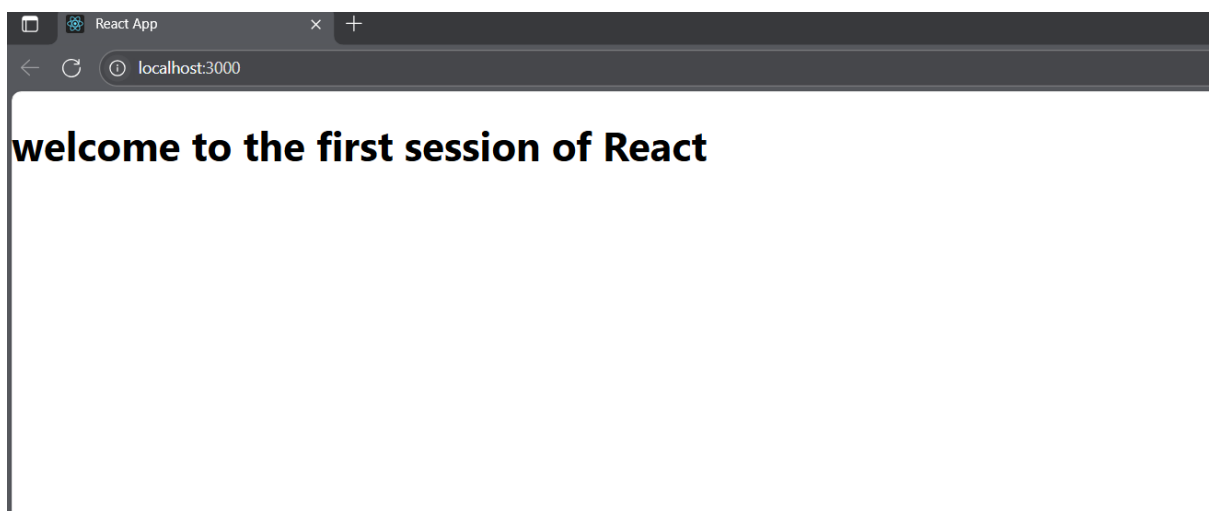 React App
localhost:3000
welcome to the first session of React